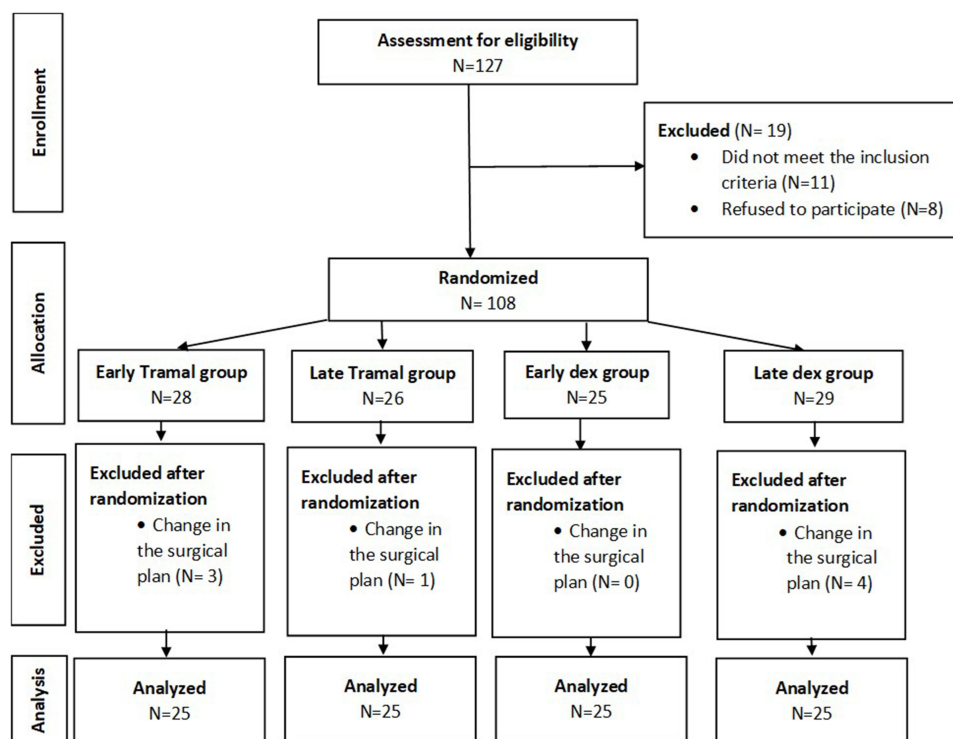 Enrollment
Assessment for eligibility
N=127
Excluded (N= 19)
• Did not meet the inclusion
criteria (N=11)
• Refused to participate (N=8)
Allocation
Randomized
N= 108
Early Tramal group
N=28
Late Tramal group
N=26
Early dex group
N=25
Late dex group
N=29
Excluded
Excluded after
randomization
• Change in
the surgical
plan (N= 3)
Excluded after
randomization
• Change in
the surgical
plan (N= 1)
Excluded after
randomization
• Change in
the surgical
plan (N= 0)
Excluded after
randomization
• Change in
the surgical
plan (N= 4)
Analysis
Analyzed
N=25
Analyzed
N=25
Analyzed
N=25
Analyzed
N=25